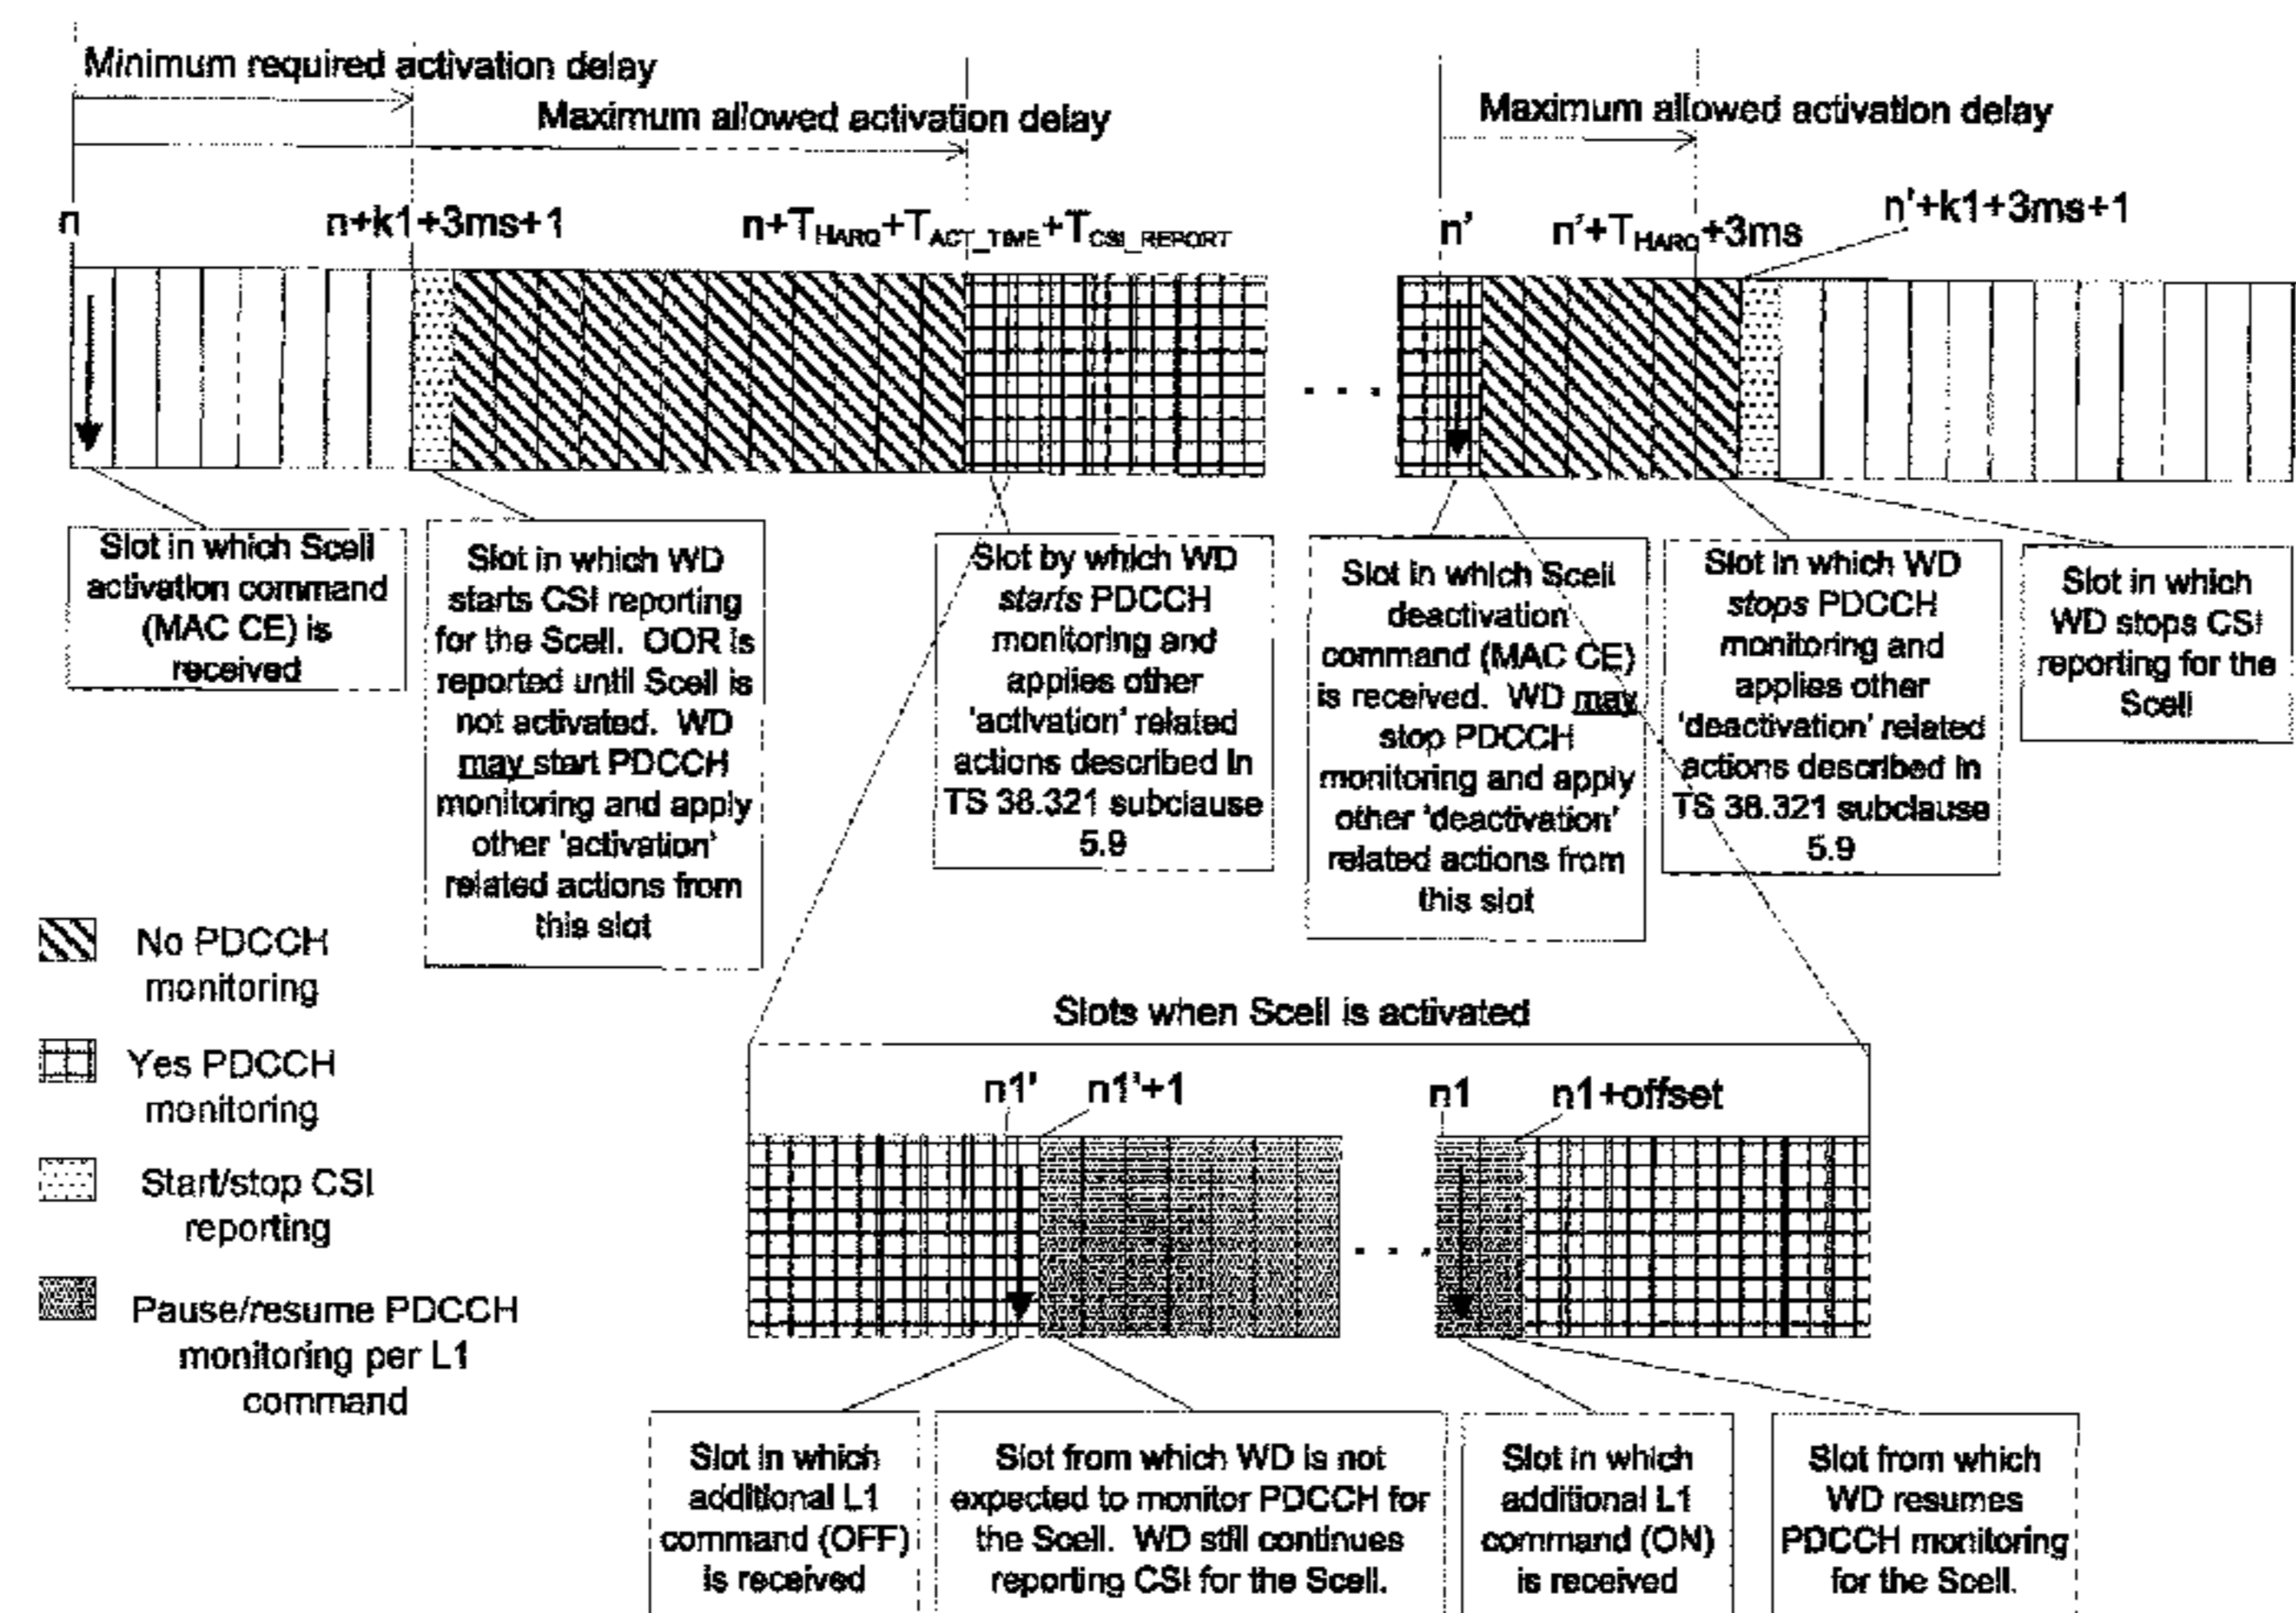 Minimum required activation delay
Maximum allowed activation delay
Maximum allowed activation delay
n
n+k1+3ms+1
n+THARQ+TACT_TIME+TCSI_REPORT
n'
n'+THARQ+3ms
n'+k1+3ms+1
. . .
Slot in which Scell
activation command
(MAC CE) is
received
Slot in which WD
starts CSI reporting
for the Scell. OOR is
reported until Scell is
not activated. WD
may start PDCCH
monitoring and apply
other 'activation'
related actions from
this slot
Slot by which WD
starts PDCCH
monitoring and
applies other
'activation' related
actions described in
TS 38.321 subclause
5.9
Slot in which Scell
deactivation
command (MAC CE)
is received. WD may
stop PDCCH
monitoring and apply
other 'deactivation'
related actions from
this slot
Slot in which WD
stops PDCCH
monitoring and
applies other
'deactivation' related
actions described in
TS 38.321 subclause
5.9
Slot in which
WD stops CSI
reporting for the
Scell
No PDCCH
monitoring
Yes PDCCH
monitoring
Start/stop CSI
reporting
Pause/resume PDCCH
monitoring per L1
command
Slots when Scell is activated
n1'
n1'+1
n1
n1+offset
. . .
Slot in which
additional L1
command (OFF)
is received
Slot from which WD is not
expected to monitor PDCCH for
the Scell. WD still continues
reporting CSI for the Scell.
Slot in which
additional L1
command (ON)
is received
Slot from which
WD resumes
PDCCH monitoring
for the Scell.